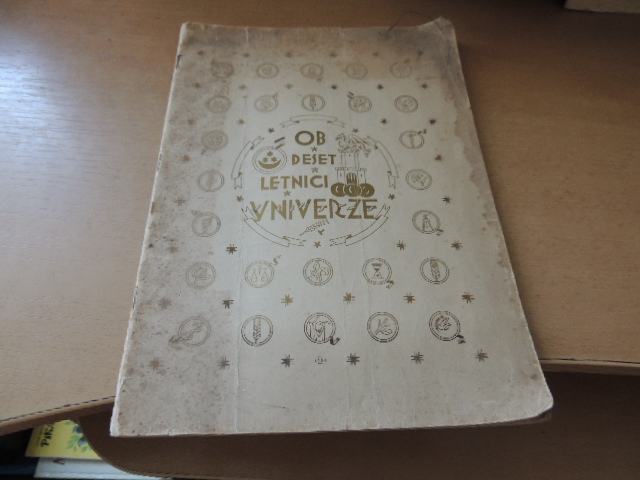 OB
DESET
LETNICI
VNIVERZE